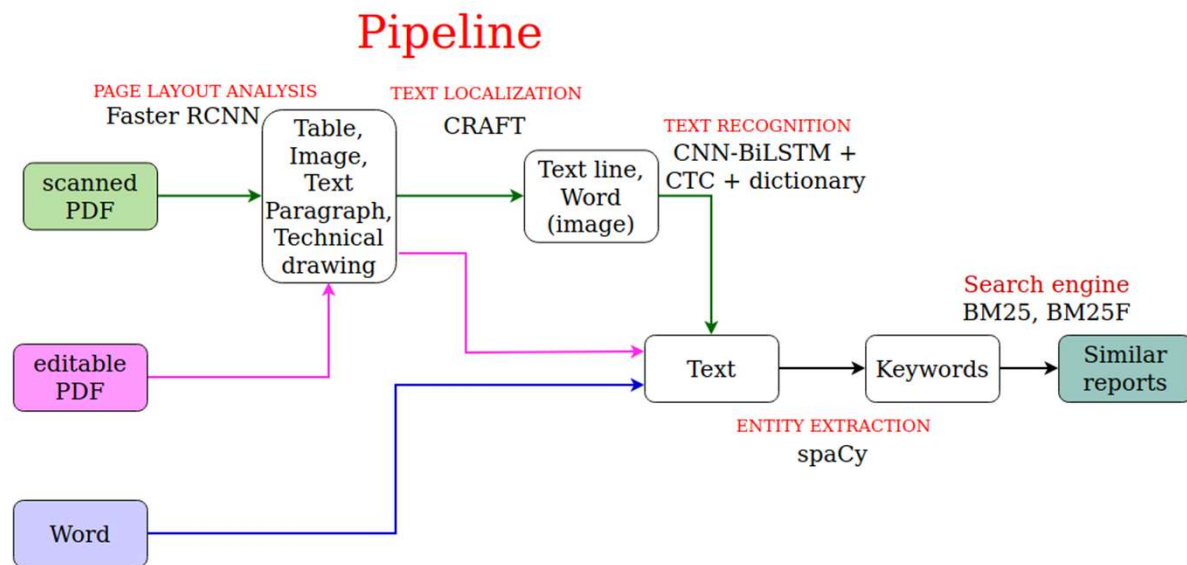 Pipeline
PAGE LAYOUT ANALYSIS
Faster RCNN
TEXT LOCALIZATION
CRAFT
TEXT RECOGNITION
CNN-BiLSTM +
CTC + dictionary
scanned
PDF
Table,
Image,
Text
Paragraph,
Technical
drawing
Text line,
Word
(image)
editable
PDF
Search engine
BM25, BM25F
Text
Keywords
Similar
reports
ENTITY EXTRACTION
spaCy
Word